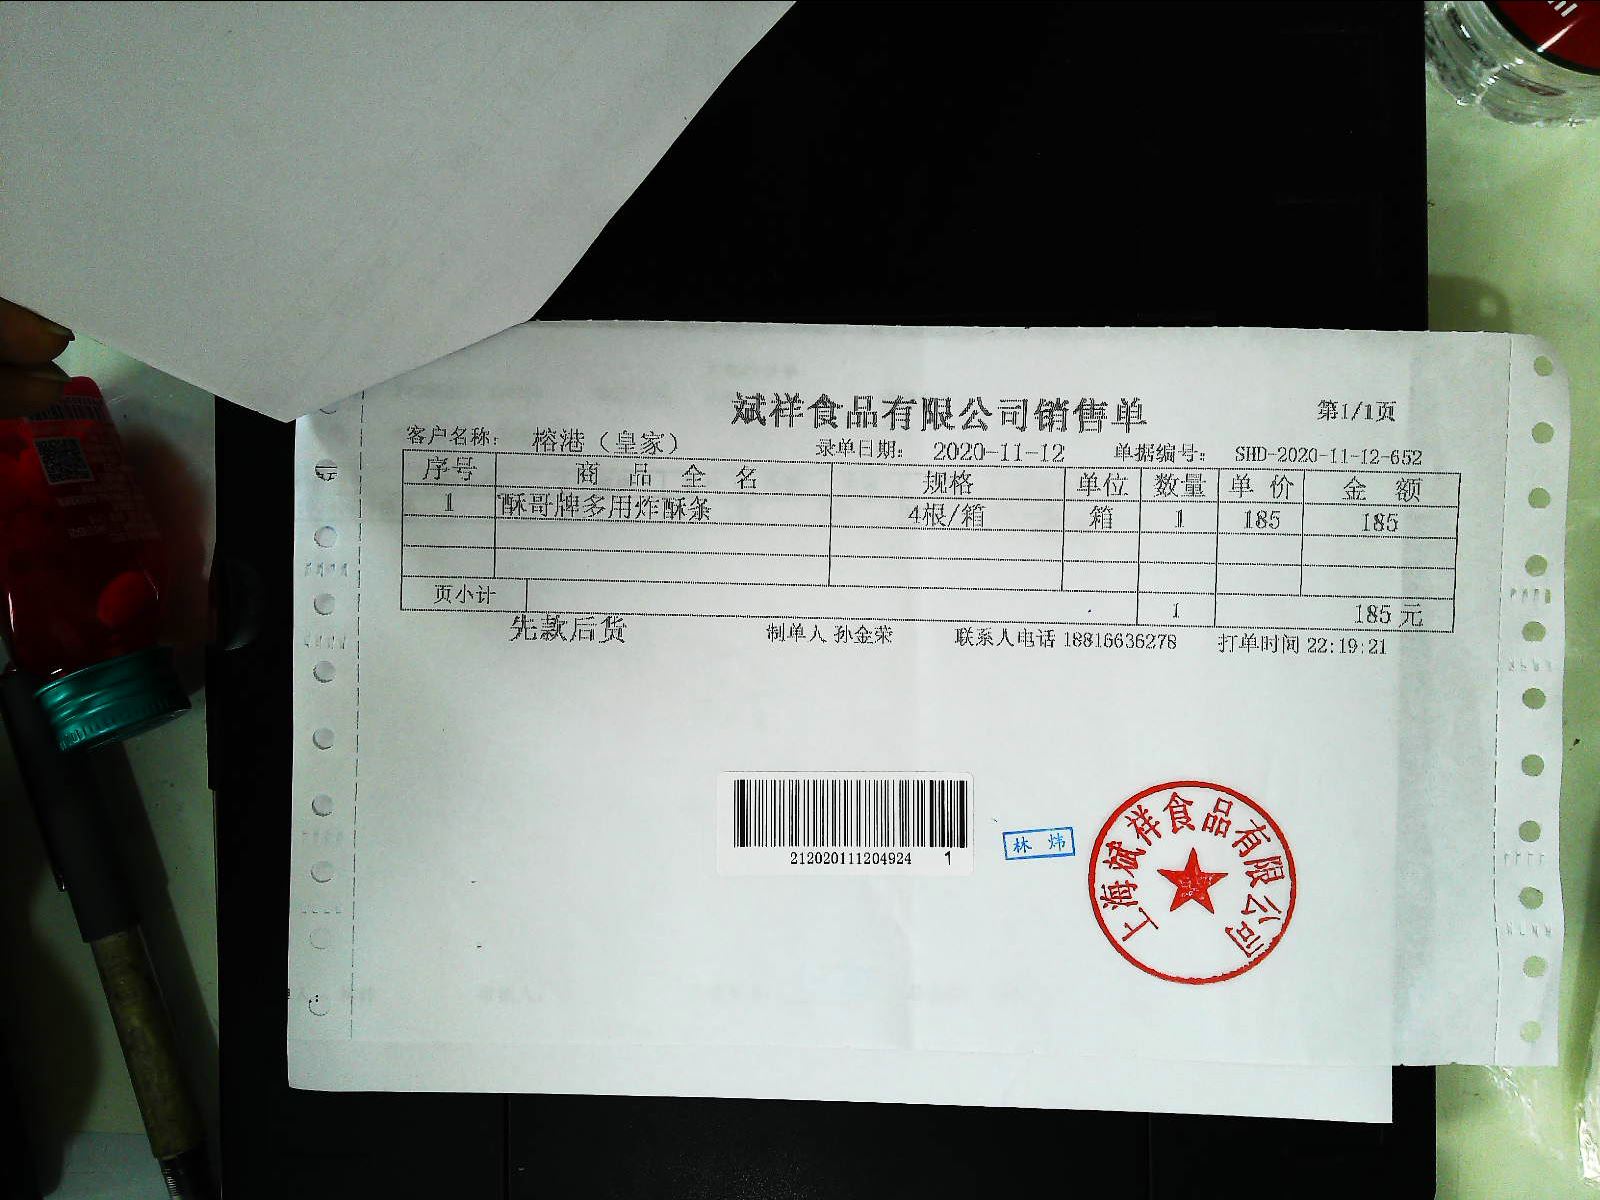 斌祥食品有限公司销售单
第1/1页
客户名称： 榕港（皇家） 录单日期： 2020-11-12 单据编号： SHD-2020-11-12-652
序号 商品全名 规格 单位 数量 单价 金额
1 酥哥牌多用炸酥条 4根/箱 箱 1 185 185
页小计 1 185元
先款后货 制单人 孙金荣 联系人电话 18816636278 打单时间 22:19:21
212020111204924 1
林炜
上海斌祥食品有限公司